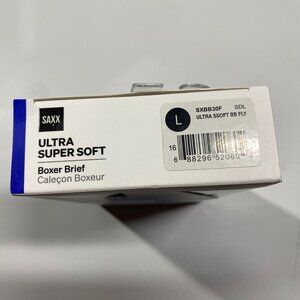 SAXX
ULTRA
SUPER SOFT
Boxer Brief
Caleçon Boxeur
L
SXBB30F SDL
ULTRA SSOFT BB FLY
16
6 88296 52060